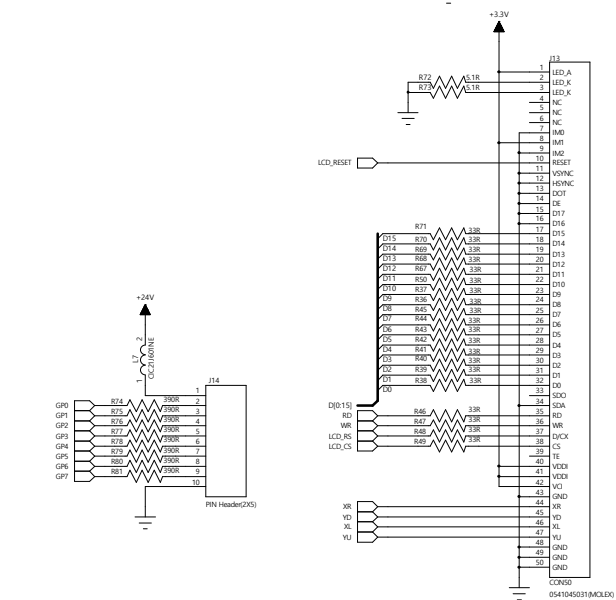 +3.3V
J13
1 LED_A
R72 5.1R 2 LED_K
R73 5.1R 3 LED_K
4 NC
5 NC
6 NC
7 IM0
8 IM1
9 IM2
LCD_RESET 10 RESET
11 VSYNC
12 HSYNC
13 DOT
14 DE
15 D17
16 D16
R71 33R 17 D15
D15 R70 33R 18 D14
D14 R69 33R 19 D13
D13 R68 33R 20 D12
D12 R67 33R 21 D11
D11 R50 33R 22 D10
D10 R37 33R 23 D9
D9 R36 33R 24 D8
D8 R45 33R 25 D7
D7 R44 33R 26 D6
D6 R43 33R 27 D5
D5 R42 33R 28 D4
D4 R41 33R 29 D3
D3 R40 33R 30 D2
D2 R39 33R 31 D1
D1 R38 33R 32 D0
D0
33 SDO
D[0:15] 34 SDA
RD R46 33R 35 RD
WR R47 33R 36 WR
LCD_RS R48 33R 37 D/CX
LCD_CS R49 33R 38 CS
39 TE
40 VDDI
41 VDDI
42 VCI
43 GND
XR 44 XR
YD 45 YD
XL 46 XL
YU 47 YU
48 GND
49 GND
50 GND
CON50
0541045031(MOLEX)
+24V
2
L7
CIC21J601NE
1
J14
1
GP0 R74 390R 2
GP1 R75 390R 3
GP2 R76 390R 4
GP3 R77 390R 5
GP4 R78 390R 6
GP5 R79 390R 7
GP6 R80 390R 8
GP7 R81 390R 9
10
PIN Header(2X5)